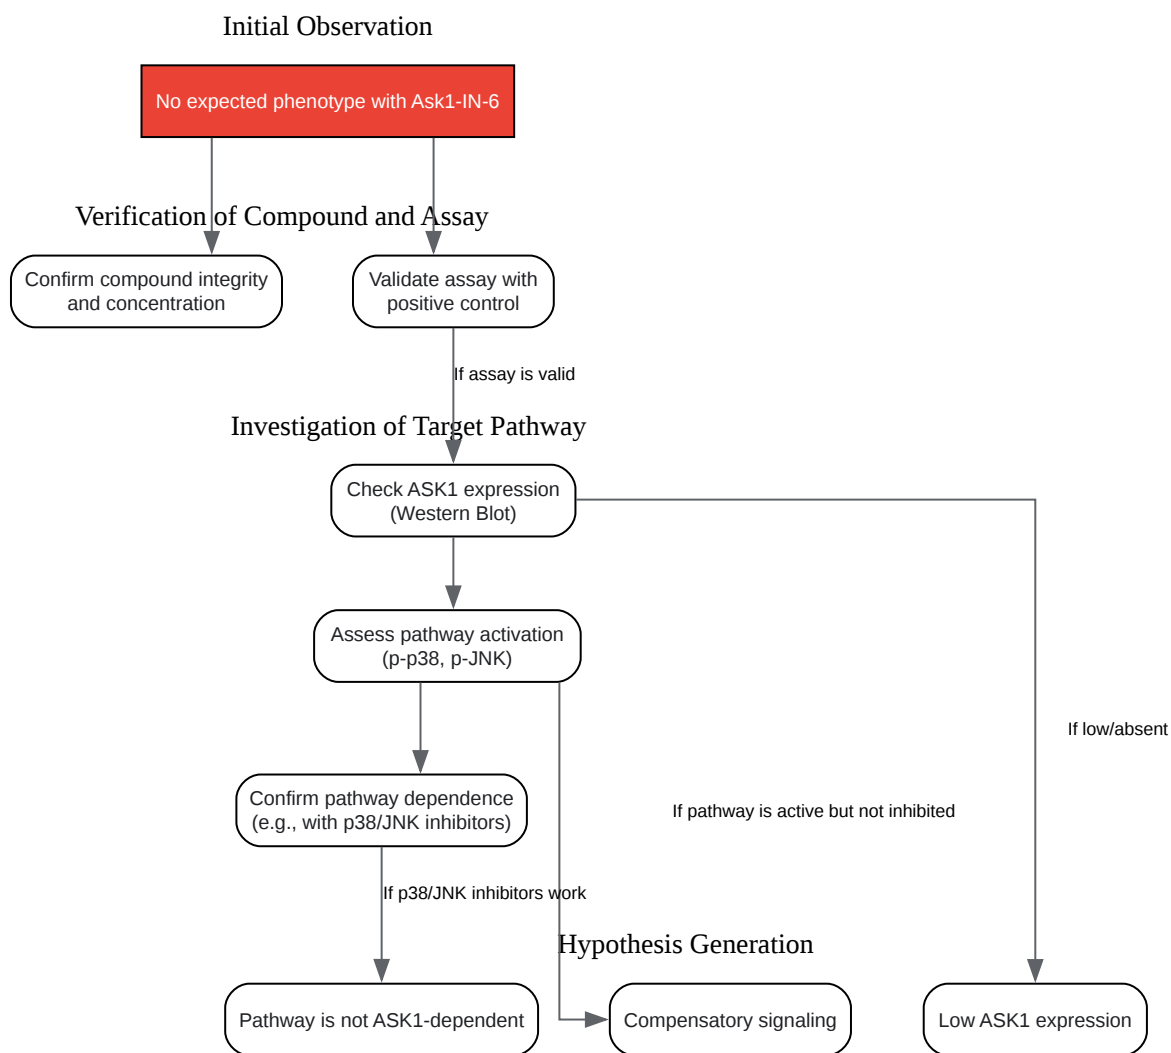 Initial Observation
No expected phenotype with Ask1-IN-6
Verification of Compound and Assay
Confirm compound integrity
and concentration
Validate assay with
positive control
If assay is valid
Investigation of Target Pathway
Check ASK1 expression
(Western Blot)
Assess pathway activation
(p-p38, p-JNK)
If low/absent
Confirm pathway dependence
(e.g., with p38/JNK inhibitors)
If pathway is active but not inhibited
If p38/JNK inhibitors work
Hypothesis Generation
Pathway is not ASK1-dependent
Compensatory signaling
Low ASK1 expression